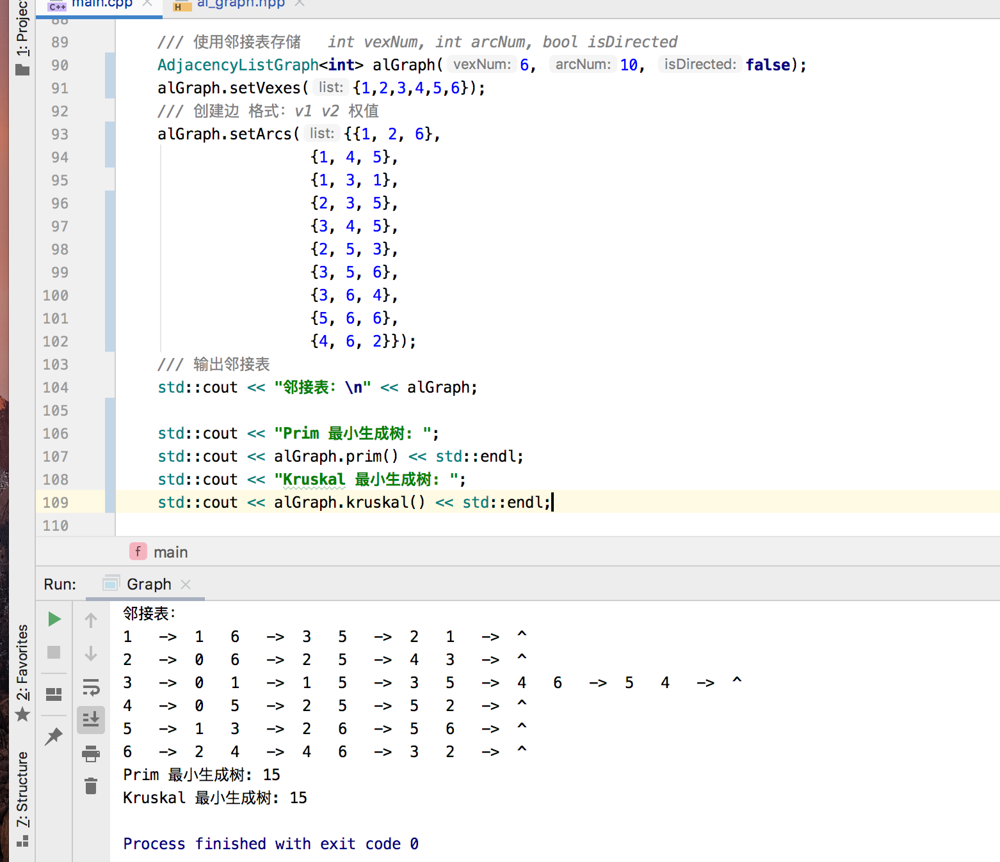 1: Project
C++ main.cpp ×
H al_graph.hpp ×
88
89 /// 使用邻接表存储 int vexNum, int arcNum, bool isDirected
90 AdjacencyListGraph<int> alGraph( vexNum: 6, arcNum: 10, isDirected: false);
91 alGraph.setVexes( list: {1,2,3,4,5,6});
92 /// 创建边 格式：v1 v2 权值
93 alGraph.setArcs( list: {{1, 2, 6},
94 {1, 4, 5},
95 {1, 3, 1},
96 {2, 3, 5},
97 {3, 4, 5},
98 {2, 5, 3},
99 {3, 5, 6},
100 {3, 6, 4},
101 {5, 6, 6},
102 {4, 6, 2}});
103 /// 输出邻接表
104 std::cout << "邻接表：\n" << alGraph;
105
106 std::cout << "Prim 最小生成树: ";
107 std::cout << alGraph.prim() << std::endl;
108 std::cout << "Kruskal 最小生成树: ";
109 std::cout << alGraph.kruskal() << std::endl;
110
f main
Run: Graph ×
2: Favorites
7: Structure
邻接表：
1 -> 1 6 -> 3 5 -> 2 1 -> ^
2 -> 0 6 -> 2 5 -> 4 3 -> ^
3 -> 0 1 -> 1 5 -> 3 5 -> 4 6 -> 5 4 -> ^
4 -> 0 5 -> 2 5 -> 5 2 -> ^
5 -> 1 3 -> 2 6 -> 5 6 -> ^
6 -> 2 4 -> 4 6 -> 3 2 -> ^
Prim 最小生成树: 15
Kruskal 最小生成树: 15
Process finished with exit code 0